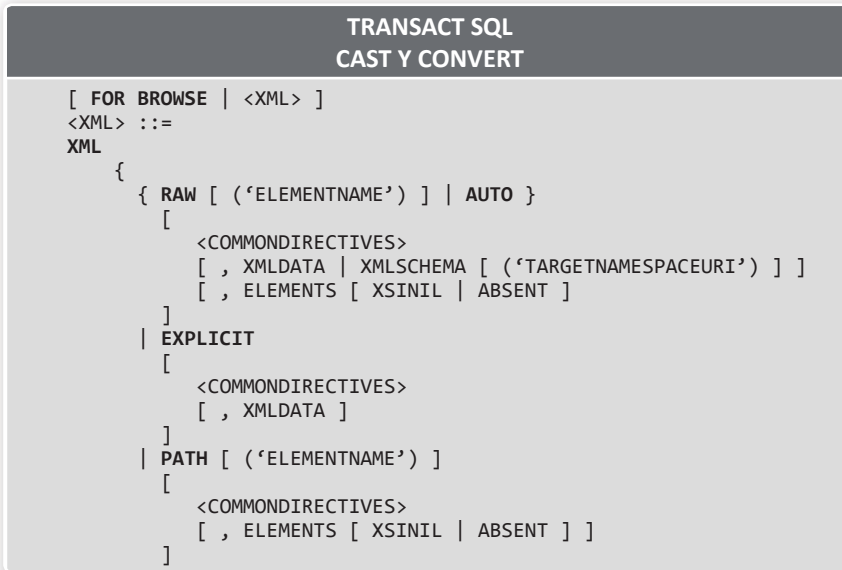 TRANSACT SQL
CAST Y CONVERT
[ FOR BROWSE | <XML> ]
<XML> ::=
XML
{
{ RAW [ (‘ELEMENTNAME’) ] | AUTO }
[
<COMMONDIRECTIVES>
[ , XMLDATA | XMLSCHEMA [ (‘TARGETNAMESPACEURI’) ] ]
[ , ELEMENTS [ XSINIL | ABSENT ]
]
| EXPLICIT
[
<COMMONDIRECTIVES>
[ , XMLDATA ]
]
| PATH [ (‘ELEMENTNAME’) ]
[
<COMMONDIRECTIVES>
[ , ELEMENTS [ XSINIL | ABSENT ] ]
]